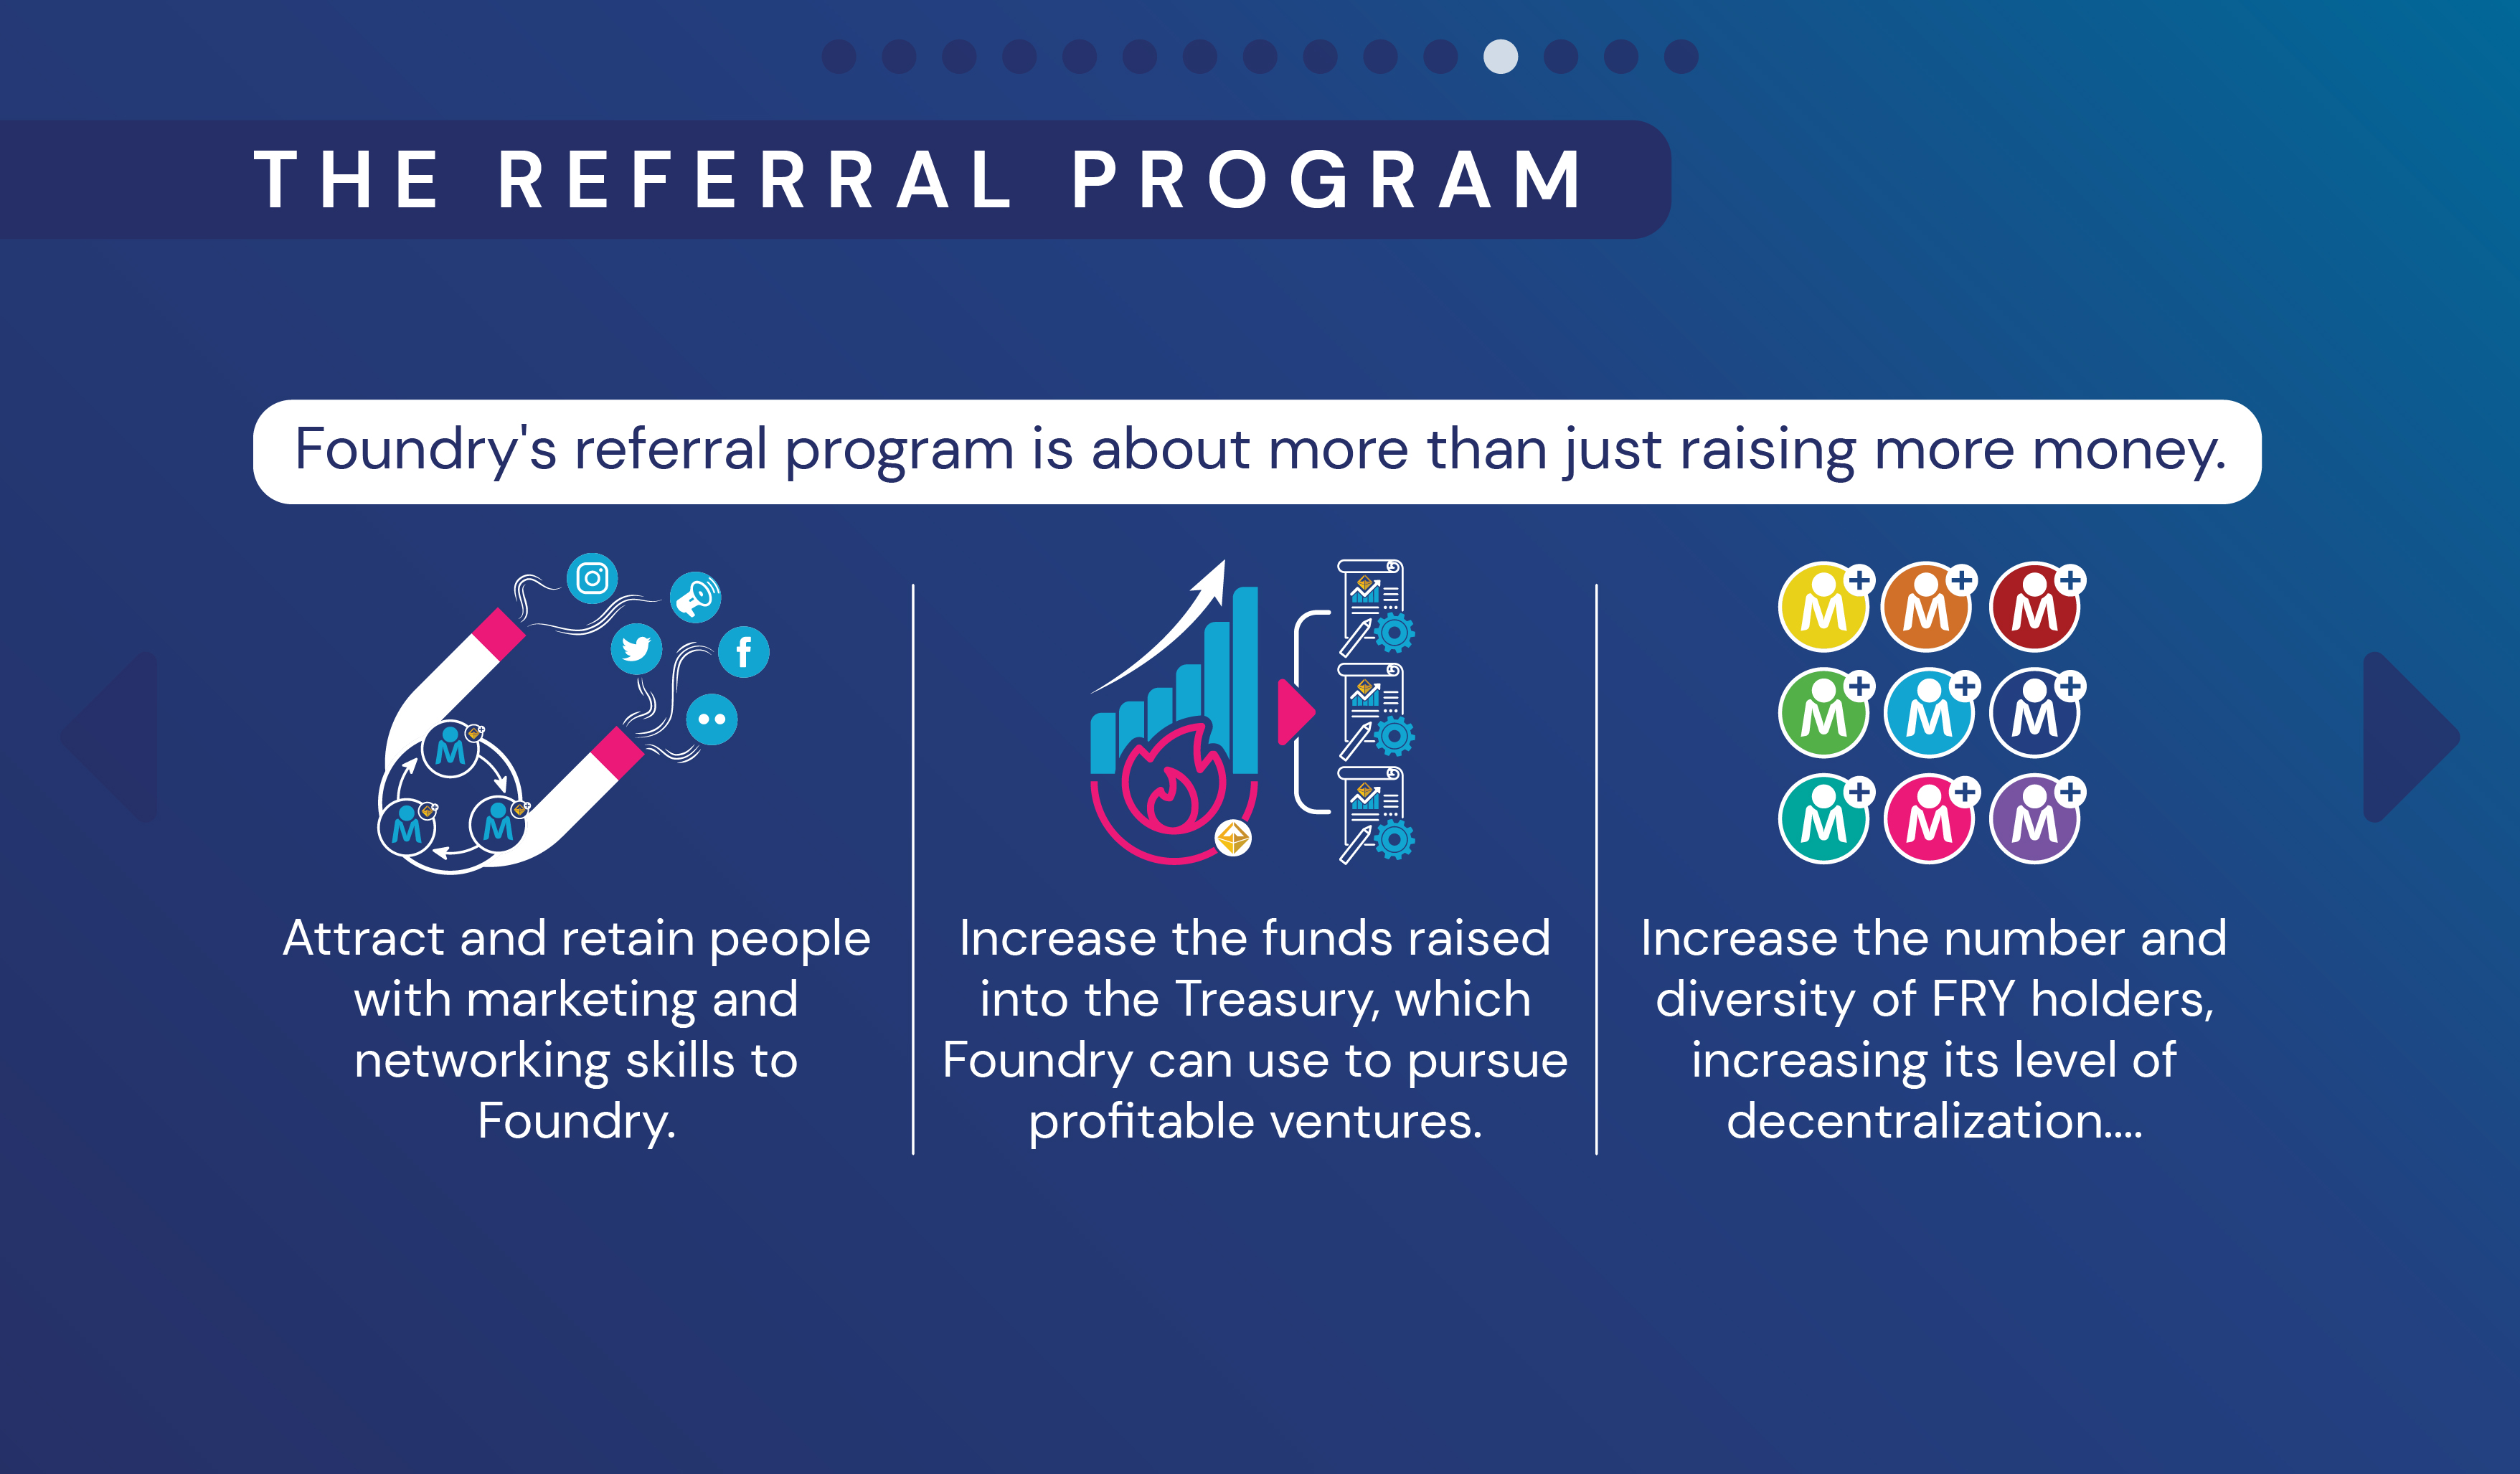 THE REFERRAL PROGRAM
Foundry's referral program is about more than just raising more money.
Attract and retain people
with marketing and
networking skills to
Foundry.
Increase the funds raised
into the Treasury, which
Foundry can use to pursue
profitable ventures.
Increase the number and
diversity of FRY holders,
increasing its level of
decentralization....